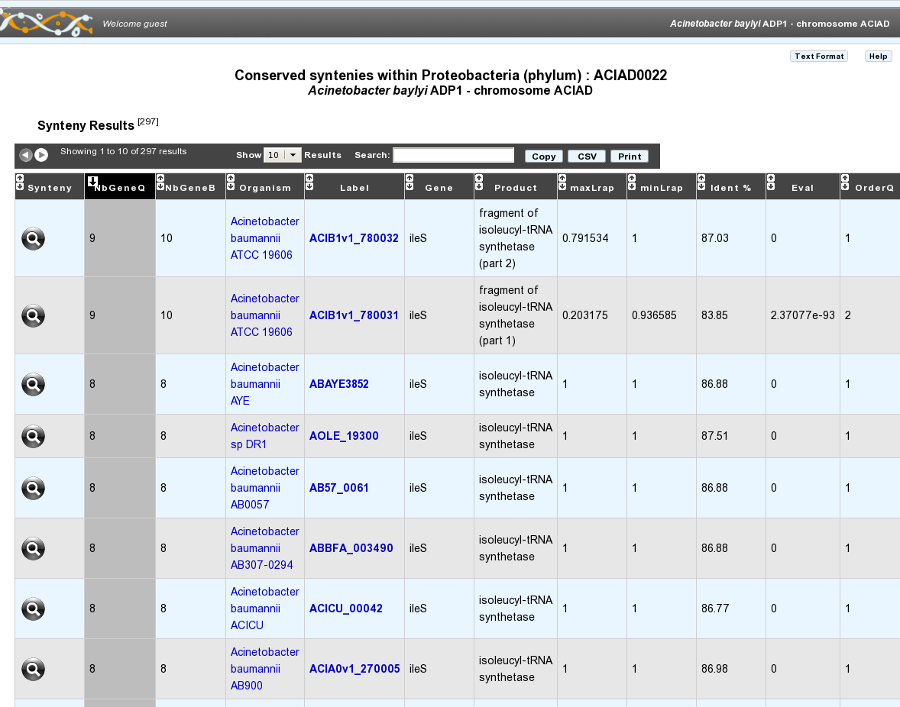 Welcome guest
Acinetobacter baylyi ADP1 - chromosome ACIAD
Text Format Help
Conserved syntenies within Proteobacteria (phylum) : ACIAD0022
Acinetobacter baylyi ADP1 - chromosome ACIAD
Synteny Results [297]
Showing 1 to 10 of 297 results Show 10 Results Search: Copy CSV Print
Synteny NbGeneQ NbGeneB Organism Label Gene Product maxLrap minLrap Ident % Eval OrderQ
9 10 Acinetobacter baumannii ATCC 19606 ACIB1v1_780032 ileS fragment of isoleucyl-tRNA synthetase (part 2) 0.791534 1 87.03 0 1
9 10 Acinetobacter baumannii ATCC 19606 ACIB1v1_780031 ileS fragment of isoleucyl-tRNA synthetase (part 1) 0.203175 0.936585 83.85 2.37077e-93 2
8 8 Acinetobacter baumannii AYE ABAYE3852 ileS isoleucyl-tRNA synthetase 1 1 86.88 0 1
8 8 Acinetobacter sp DR1 AOLE_19300 ileS isoleucyl-tRNA synthetase 1 1 87.51 0 1
8 8 Acinetobacter baumannii AB0057 AB57_0061 ileS isoleucyl-tRNA synthetase 1 1 86.88 0 1
8 8 Acinetobacter baumannii AB307-0294 ABBFA_003490 ileS isoleucyl-tRNA synthetase 1 1 86.88 0 1
8 8 Acinetobacter baumannii ACICU ACICU_00042 ileS isoleucyl-tRNA synthetase 1 1 86.77 0 1
8 8 Acinetobacter baumannii AB900 ACIA0v1_270005 ileS isoleucyl-tRNA synthetase 1 1 86.98 0 1